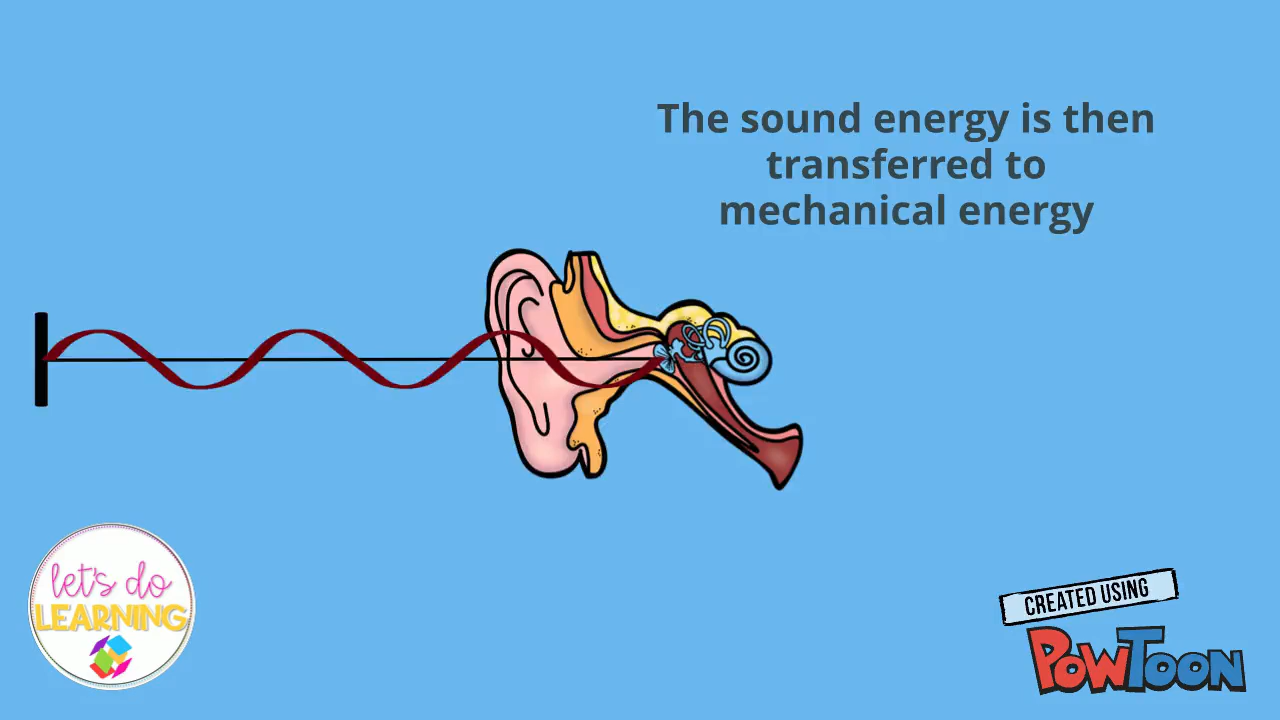 The sound energy is then
transferred to
mechanical energy
let's do
LEARNING
CREATED USING
POWTOON